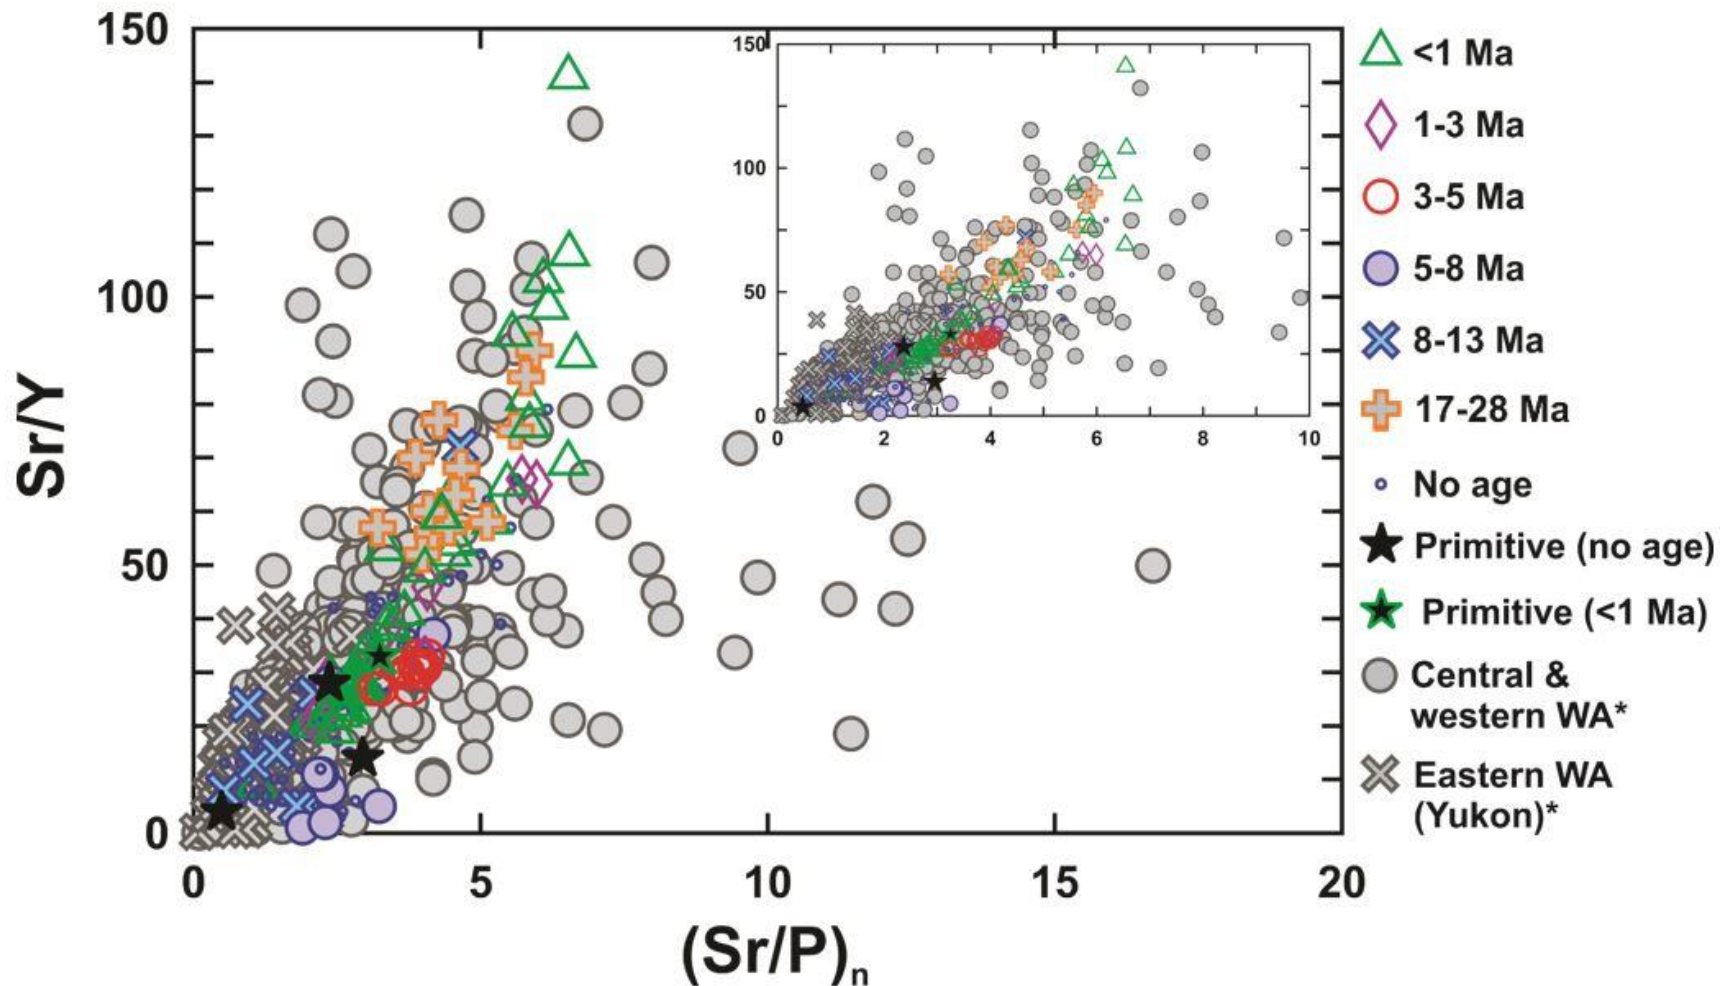 150
100
50
0
Sr/Y
0 5 10 15 20
(Sr/P)n
150
100
50
0
0 2 4 6 8 10
<1 Ma
1-3 Ma
3-5 Ma
5-8 Ma
8-13 Ma
17-28 Ma
No age
Primitive (no age)
Primitive (<1 Ma)
Central &
western WA*
Eastern WA
(Yukon)*